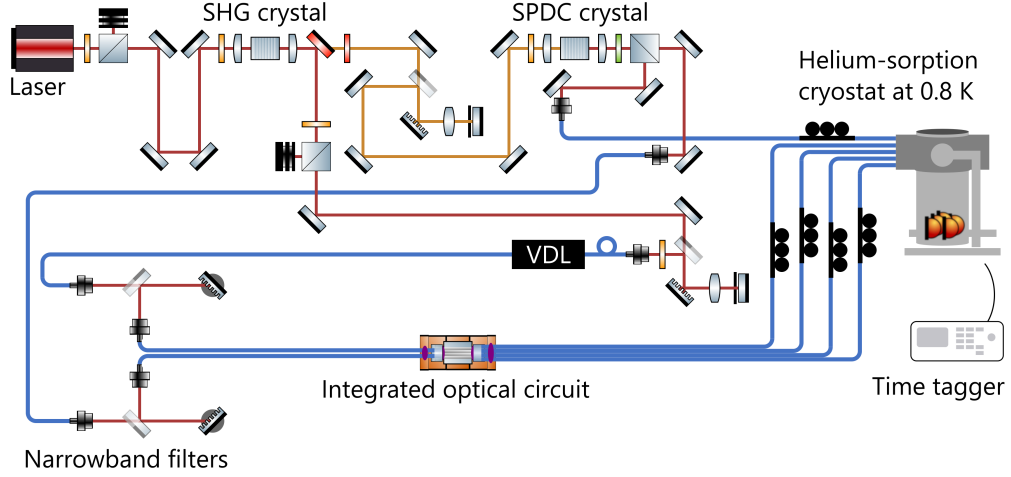 SHG crystal
SPDC crystal
Laser
Helium-sorption
cryostat at 0.8 K
VDL
Integrated optical circuit
Time tagger
Narrowband filters